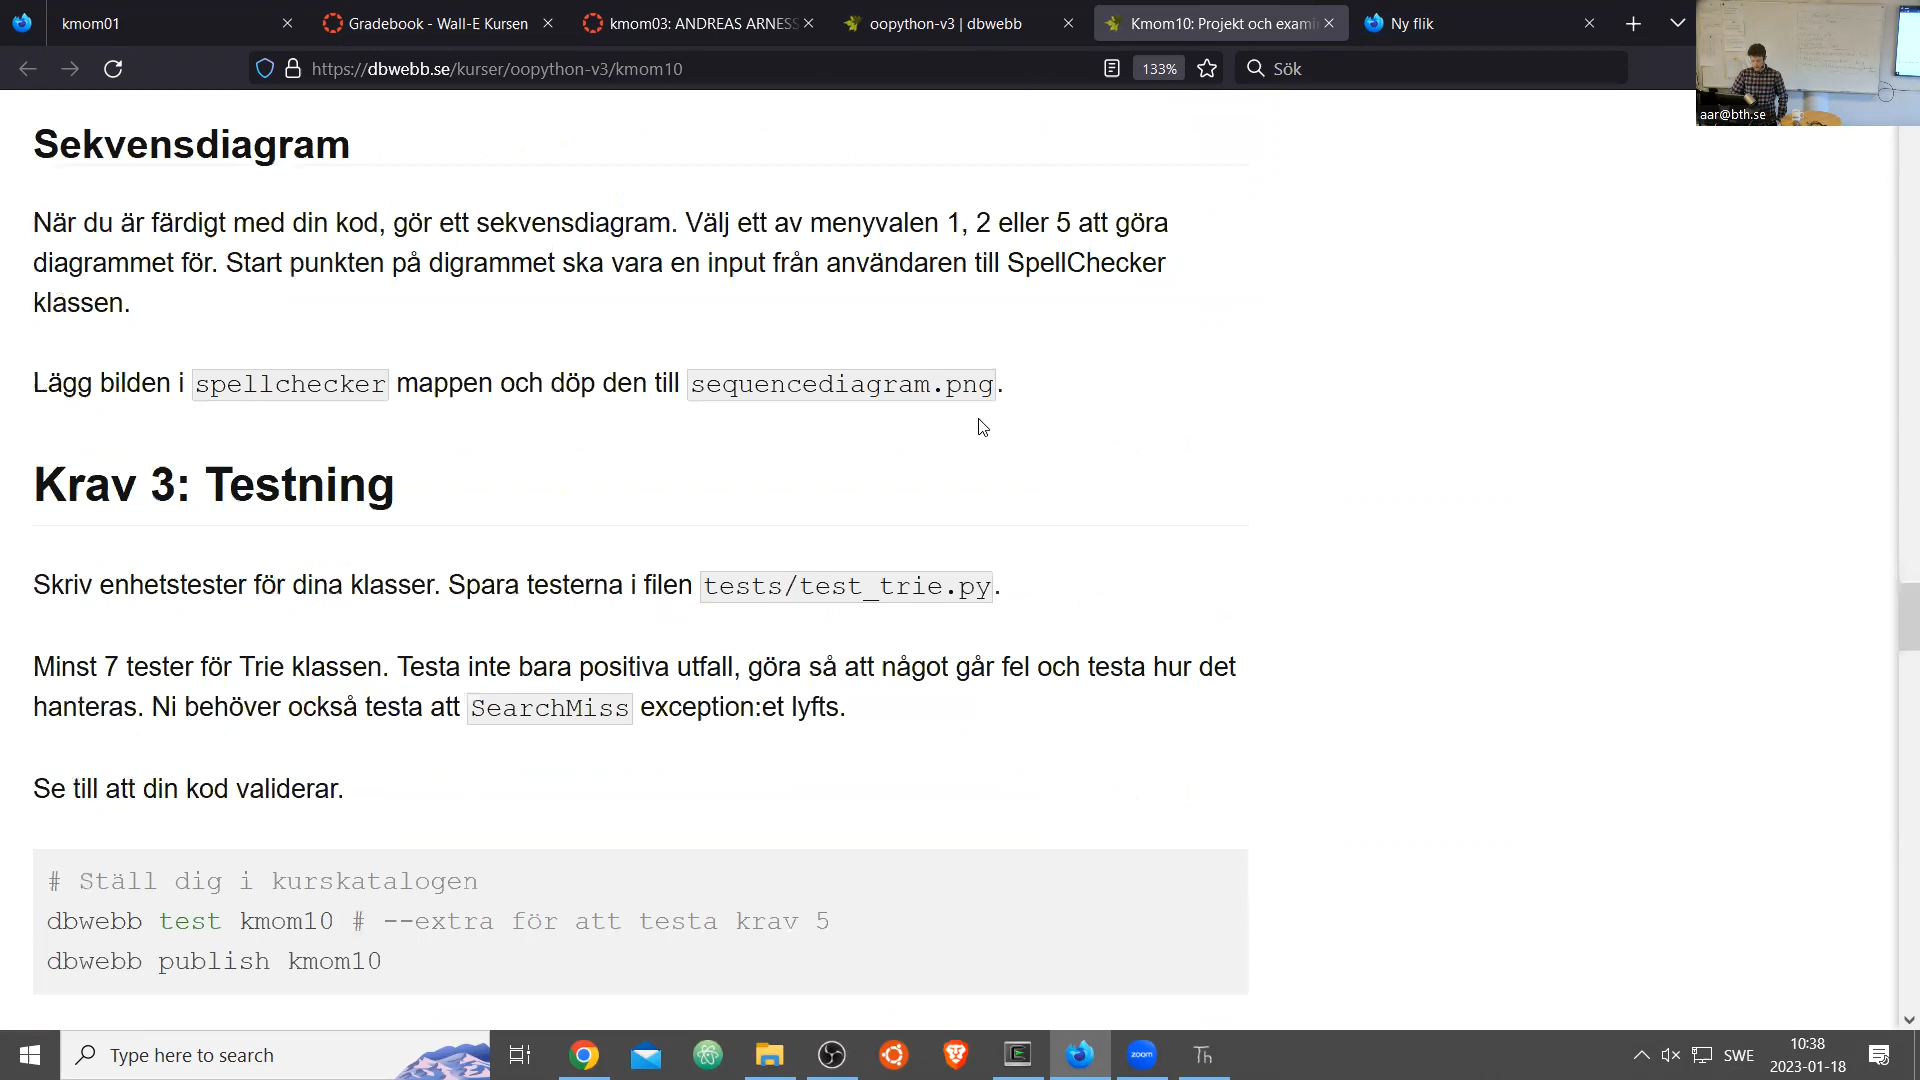 kmom01
Gradebook - Wall-E Kursen
kmom03: ANDREAS ARNESS
oopython-v3 | dbwebb
Kmom10: Projekt och exami
Ny flik
https://dbwebb.se/kurser/oopython-v3/kmom10
133%
Sök
aar@bth.se
Sekvensdiagram
När du är färdigt med din kod, gör ett sekvensdiagram. Välj ett av menyvalen 1, 2 eller 5 att göra
diagrammet för. Start punkten på digrammet ska vara en input från användaren till SpellChecker
klassen.
Lägg bilden i spellchecker mappen och döp den till sequencediagram.png.
Krav 3: Testning
Skriv enhetstester för dina klasser. Spara testerna i filen tests/test_trie.py.
Minst 7 tester för Trie klassen. Testa inte bara positiva utfall, göra så att något går fel och testa hur det
hanteras. Ni behöver också testa att SearchMiss exception:et lyfts.
Se till att din kod validerar.
# Ställ dig i kurskatalogen
dbwebb test kmom10 # --extra för att testa krav 5
dbwebb publish kmom10
Type here to search
zoom
Th
SWE
10:38
2023-01-18